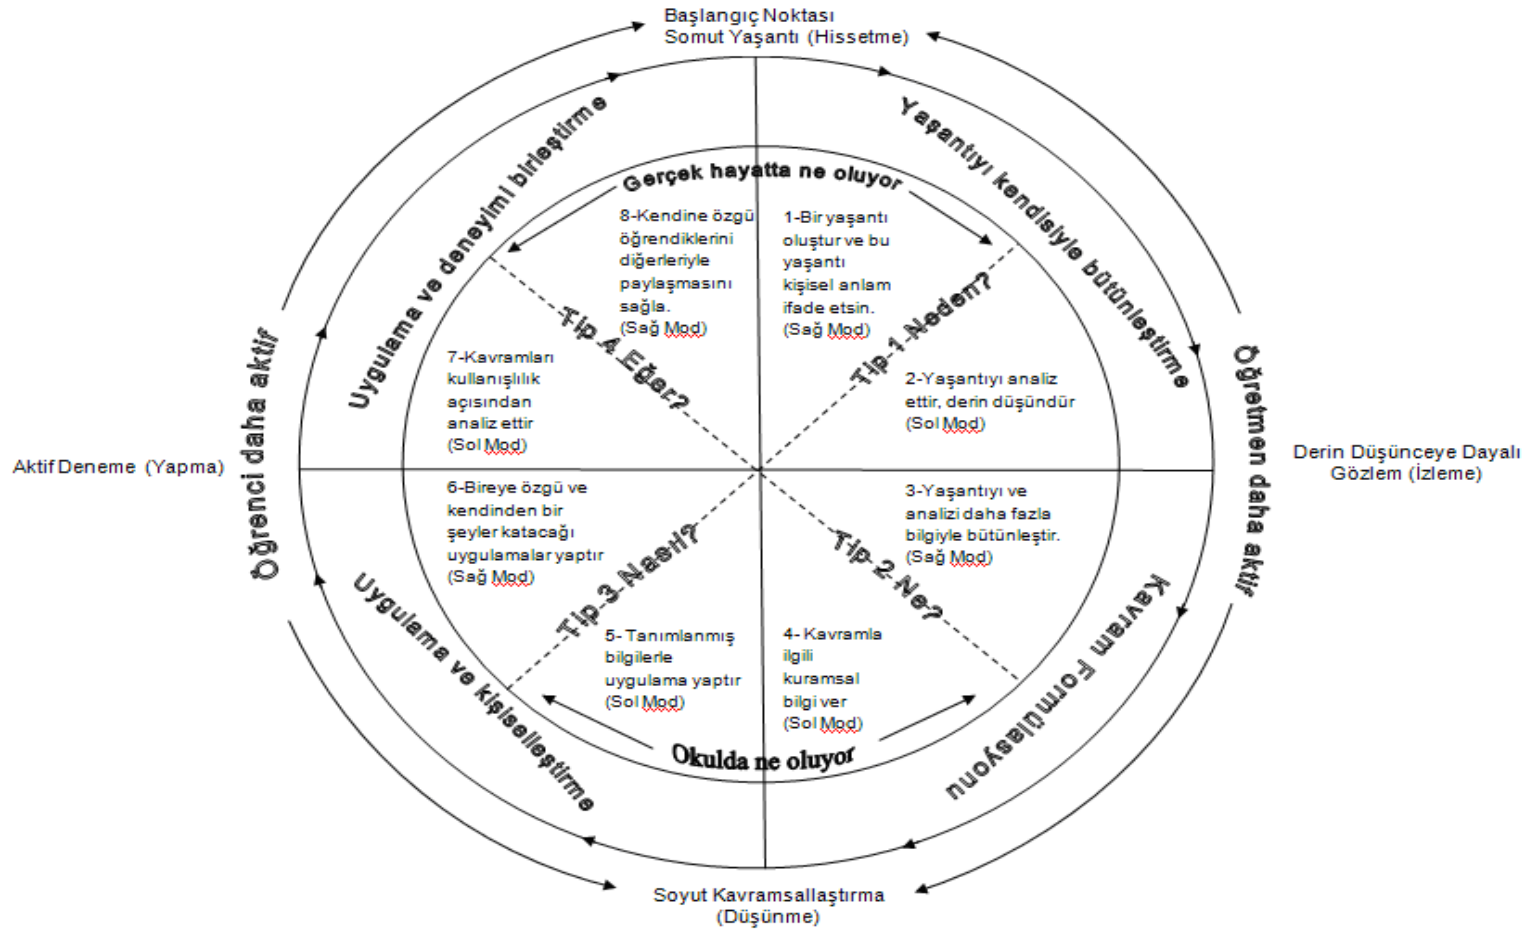 Başlangıç Noktası
Somut Yaşantı (Hissetme)
Uygulama ve deneyimi birleştirme
Yaşantıyı kendisiyle bütünleştirme
Gerçek hayatta ne oluyor
8-Kendine özgü
öğrendiklerini
diğerleriyle
paylaşmasını
sağla.
(Sağ Mod)
1-Bir yaşantı
oluştur ve bu
yaşantı
kişisel anlam
ifade etsin.
(Sağ Mod)
Tip 4 Eğer?
Tip 1 Neden?
7-Kavramları
kullanışlılık
açısından
analiz ettir
(Sol Mod)
2-Yaşantıyı analiz
ettir, derin düşündür
(Sol Mod)
Öğrenci daha aktif
Öğretmen daha aktif
Aktif Deneme (Yapma)
Derin Düşünceye Dayalı
Gözlem (İzleme)
6-Bireye özgü ve
kendinden bir
şeyler katacağı
uygulamalar yaptır
(Sağ Mod)
3-Yaşantıyı ve
analizi daha fazla
bilgiyle bütünleştir.
(Sağ Mod)
Tip 3 Nasıl?
Tip 2 Ne?
5- Tanımlanmış
bilgilerle
uygulama yaptır
(Sol Mod)
4- Kavramla
ilgili
kuramsal
bilgi ver
(Sol Mod)
Uygulama ve kişiselleştirme
Kavram Formülasyonu
Okulda ne oluyor
Soyut Kavramsallaştırma
(Düşünme)